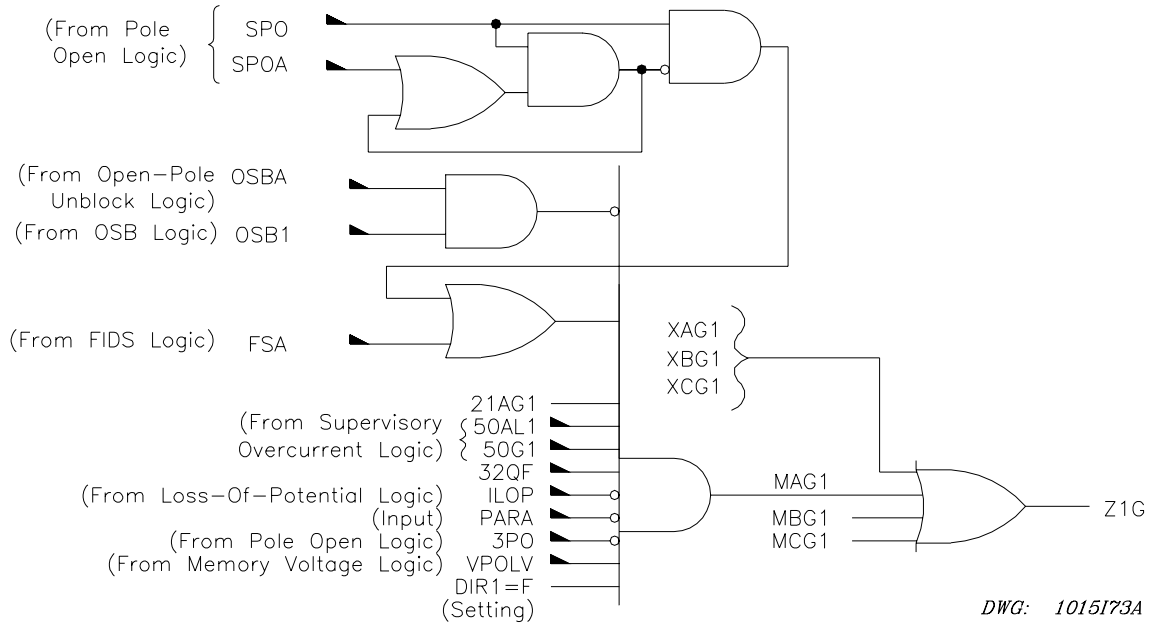 (From Pole Open Logic)
SPO
SPOA
(From Open-Pole Unblock Logic)
OSBA
(From OSB Logic) OSB1
(From FIDS Logic) FSA
XAG1
XBG1
XCG1
21AG1
(From Supervisory Overcurrent Logic)
50AL1
50G1
32QF
(From Loss-Of-Potential Logic) ILOP
(Input) PARA
(From Pole Open Logic) 3PO
(From Memory Voltage Logic) VPOLV
DIR1=F
(Setting)
MAG1
MBG1
MCG1
Z1G
DWG: 1015I73A